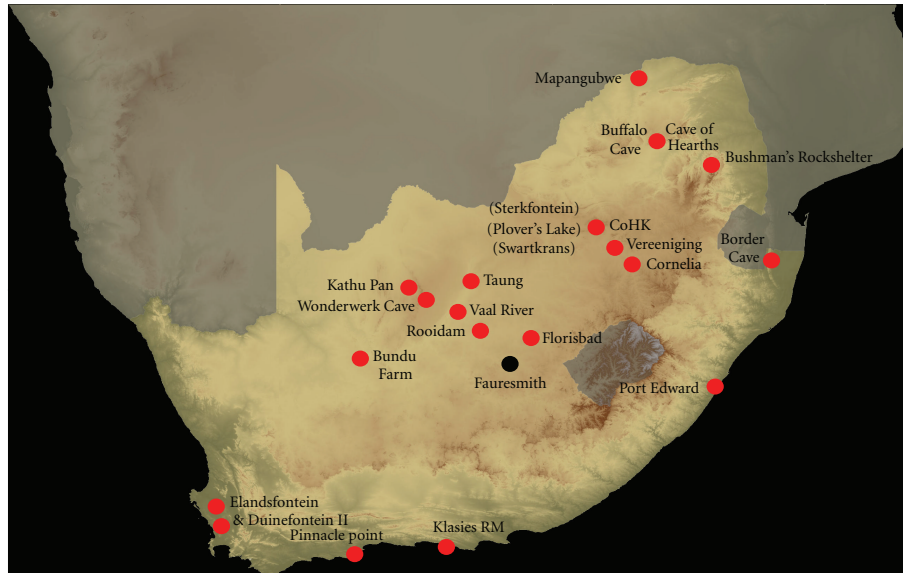 Mapangubwe
Buffalo
Cave
Cave of
Hearths
Bushman's Rockshelter
(Sterkfontein)
(Plover's Lake)
(Swartkrans)
CoHK
Vereeniging
Cornelia
Border
Cave
Kathu Pan
Taung
Wonderwerk Cave
Vaal River
Rooidam
Florisbad
Bundu
Farm
Fauresmith
Port Edward
Elandsfontein
& Duinefontein II
Pinnacle point
Klasies RM